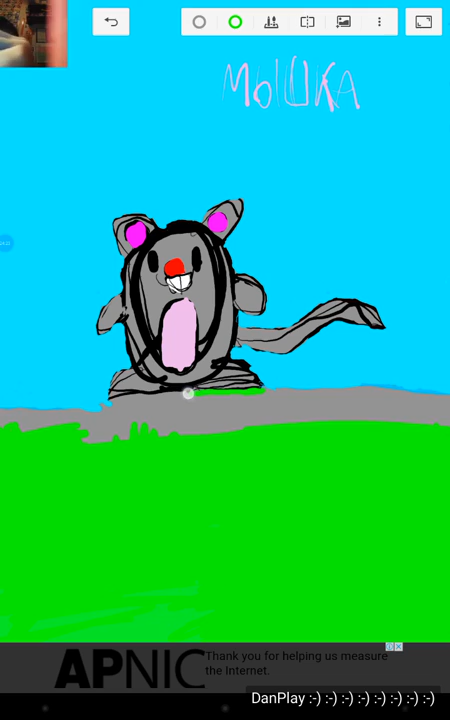 МЫШКА
APNIC
Thank you for helping us measure
the Internet.
DanPlay :-) :-) :-) :-) :-) :-) :-) :-)